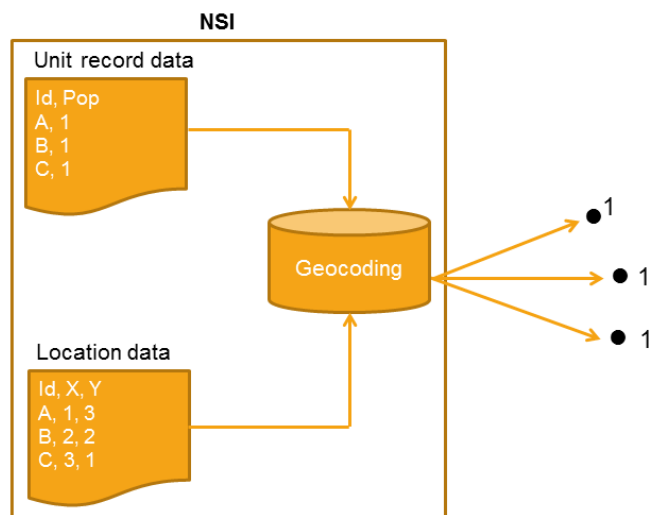 NSI
Unit record data
Id, Pop
A, 1
B, 1
C, 1
Geocoding
1
1
1
Location data
Id, X, Y
A, 1, 3
B, 2, 2
C, 3, 1